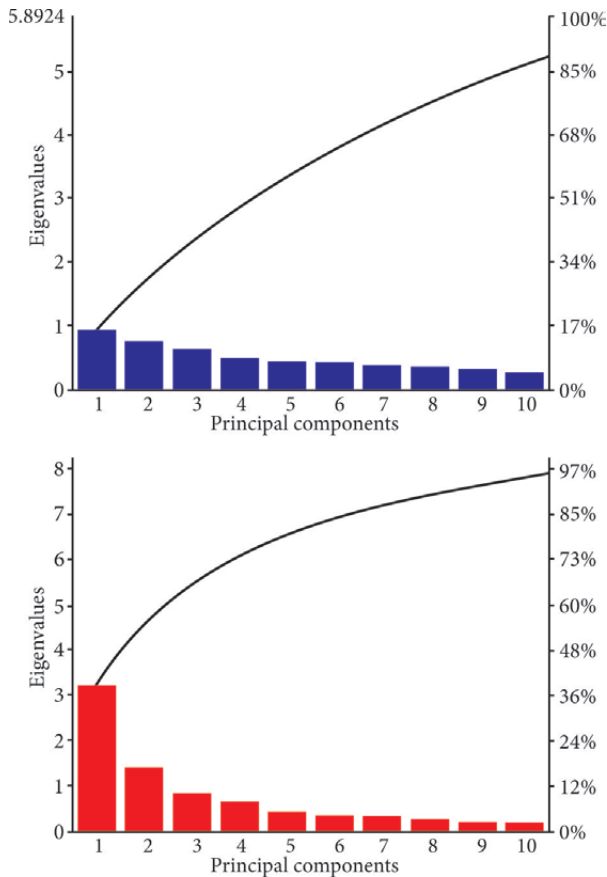 5.8924 100%
5 85%
4 68%
3 51%
2 34%
1 17%
0 0%
Eigenvalues
1 2 3 4 5 6 7 8 9 10
Principal components
8 97%
7 85%
6 73%
5 60%
4 48%
3 36%
2 24%
1 12%
0 0%
Eigenvalues
1 2 3 4 5 6 7 8 9 10
Principal components